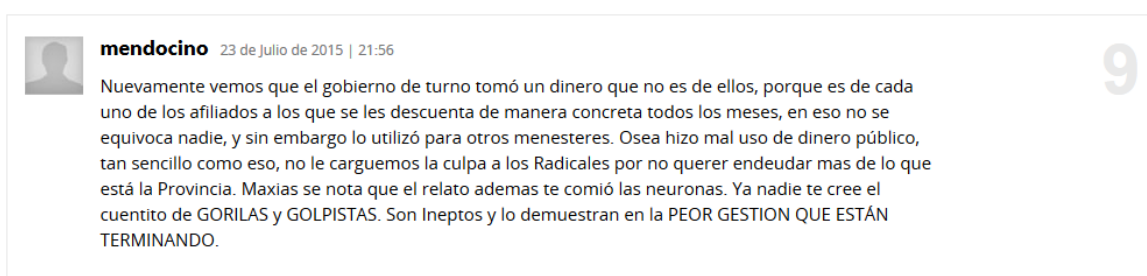 mendocino 23 de Julio de 2015 | 21:56
9
Nuevamente vemos que el gobierno de turno tomó un dinero que no es de ellos, porque es de cada
uno de los afiliados a los que se les descuenta de manera concreta todos los meses, en eso no se
equivoca nadie, y sin embargo lo utilizó para otros menesteres. Osea hizo mal uso de dinero público,
tan sencillo como eso, no le carguemos la culpa a los Radicales por no querer endeudar mas de lo que
está la Provincia. Maxias se nota que el relato ademas te comió las neuronas. Ya nadie te cree el
cuentito de GORILAS y GOLPISTAS. Son Ineptos y lo demuestran en la PEOR GESTION QUE ESTÁN
TERMINANDO.